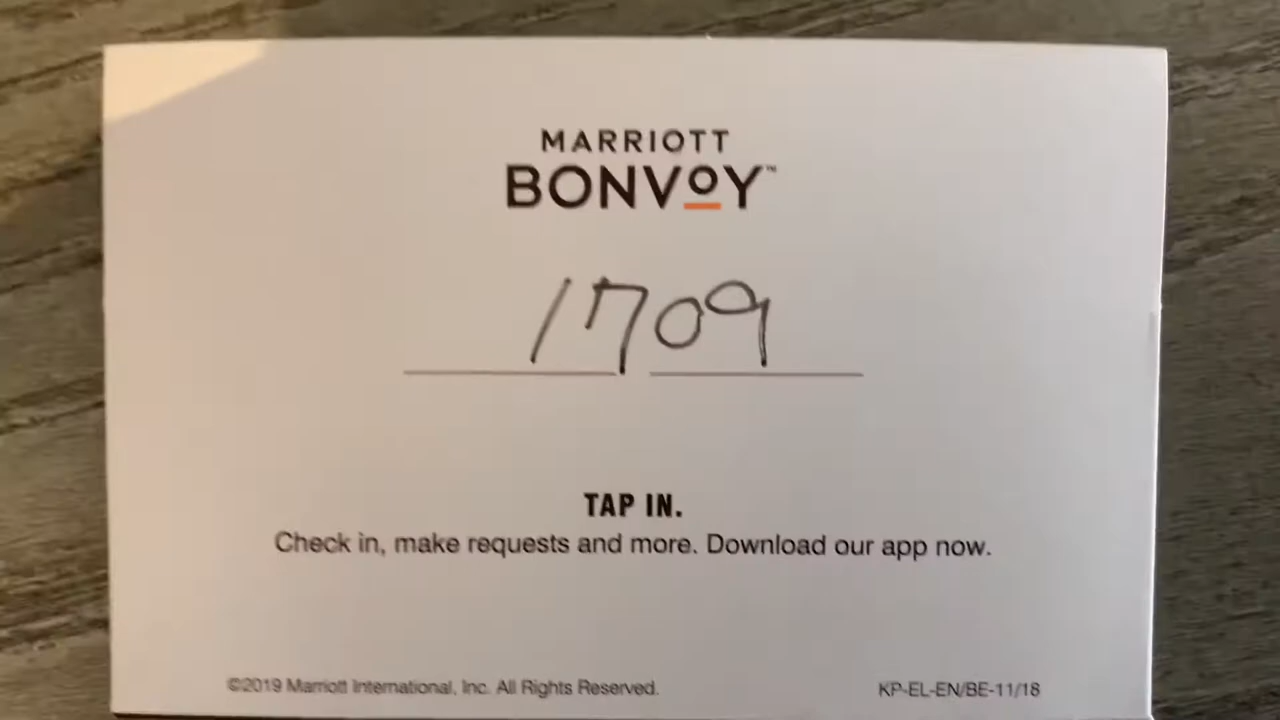 MARRIOTT
BONVOY™
1709
TAP IN.
Check in, make requests and more. Download our app now.
©2019 Marriott International, Inc. All Rights Reserved.
KP-EL-EN/BE-11/18